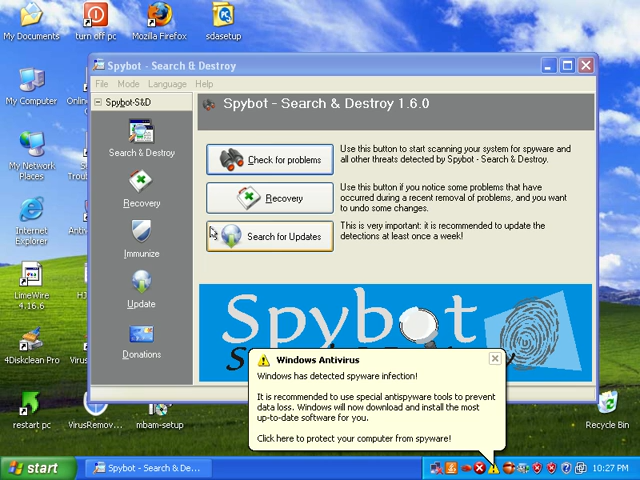 My Documents
turn off pc
Mozilla Firefox
sdasetup
Spybot - Search & Destroy
File Mode Language Help
Spybot-S&D
Spybot - Search & Destroy 1.6.0
My Computer
Search & Destroy
Check for problems
Use this button to start scanning your system for spyware and
all other threats detected by Spybot - Search & Destroy.
My Network
Places
Recovery
Recovery
Use this button if you notice some problems that have
occurred during a recent removal of problems, and you want
to undo some changes.
Internet
Explorer
Immunize
Search for Updates
This is very important: it is recommended to update the
detections at least once a week!
LimeWire
4.16.6
Update
Spybot
4Diskclean Pro
Donations
Windows Antivirus
Windows has detected spyware infection!
It is recommended to use special antispyware tools to prevent
data loss. Windows will now download and install the most
up-to-date software for you.
Click here to protect your computer from spyware!
restart pc
VirusRemov...
mbam-setup
Recycle Bin
start
Spybot - Search & De...
10:27 PM